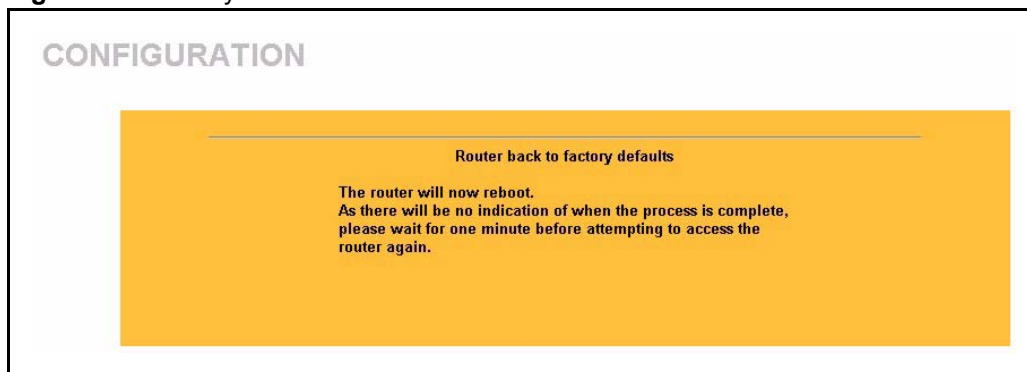 CONFIGURATION
Router back to factory defaults
The router will now reboot.
As there will be no indication of when the process is complete,
please wait for one minute before attempting to access the
router again.